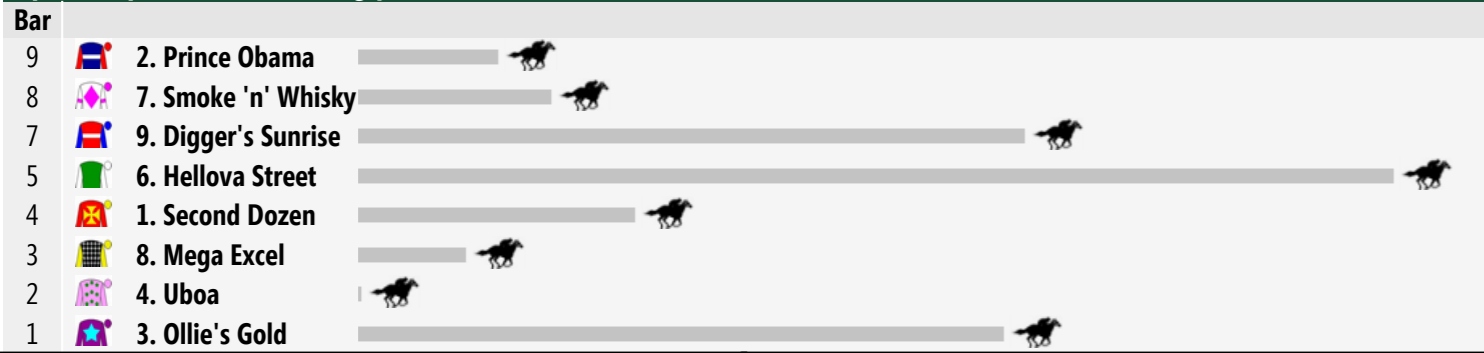 Bar
9 2. Prince Obama
8 7. Smoke 'n' Whisky
7 9. Digger's Sunrise
5 6. Hellova Street
4 1. Second Dozen
3 8. Mega Excel
2 4. Uboa
1 3. Ollie's Gold